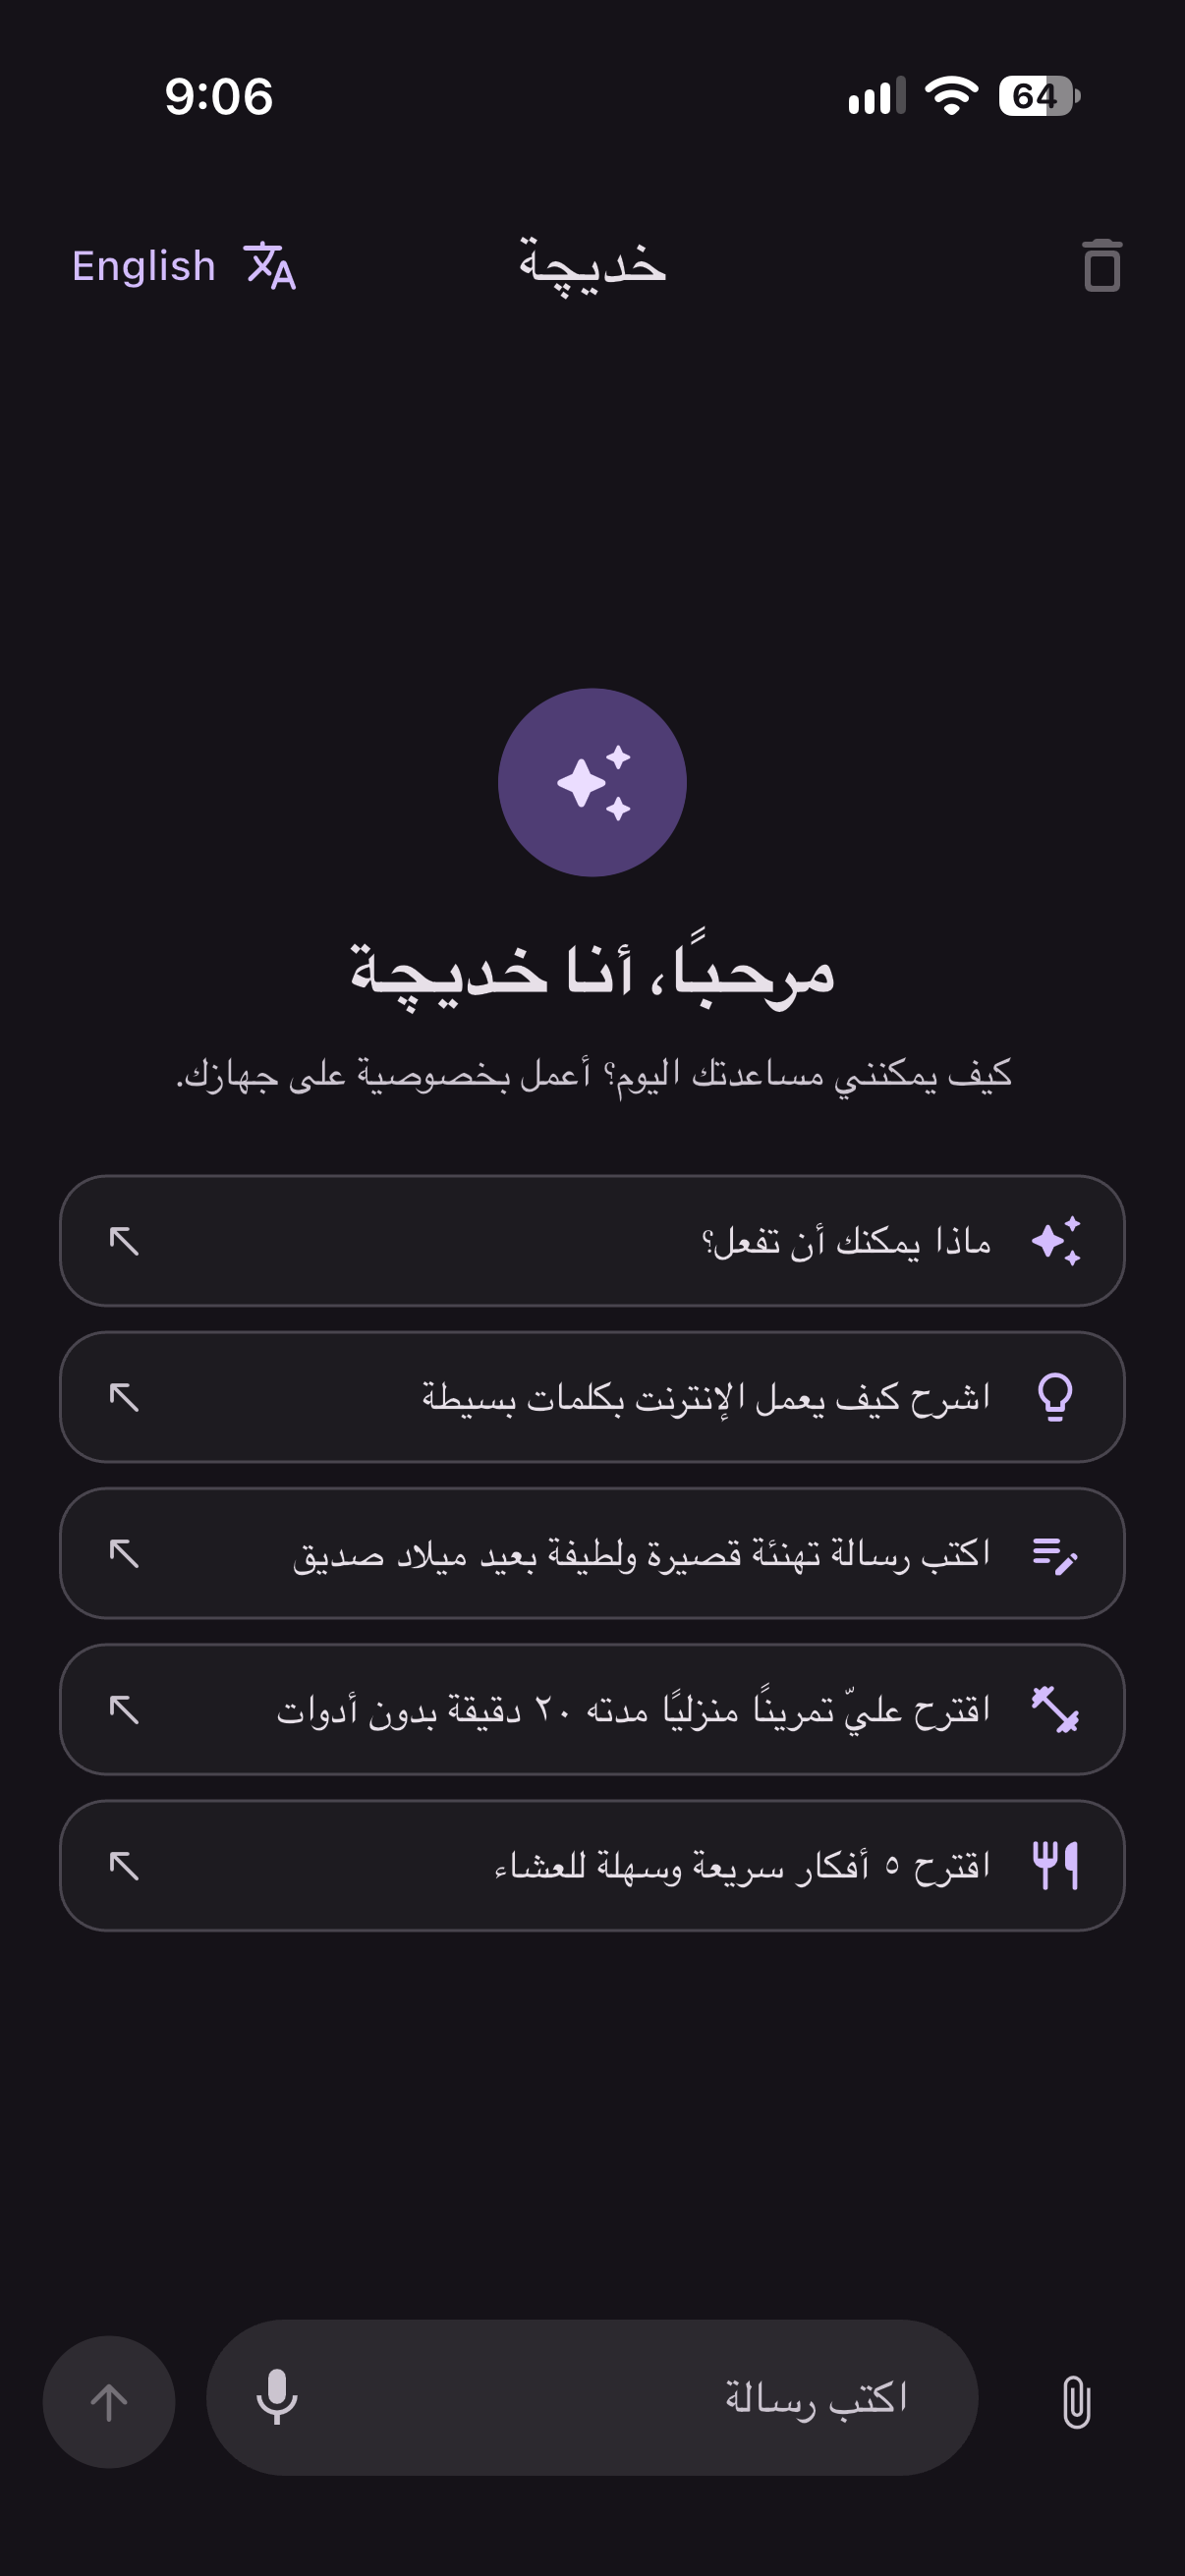 9:06
64
English
خديچة
مرحبًا، أنا خديچة
كيف يمكنني مساعدتك اليوم؟ أعمل بخصوصية على جهازك.
ماذا يمكنك أن تفعل؟
اشرح كيف يعمل الإنترنت بكلمات بسيطة
اكتب رسالة تهنئة قصيرة ولطيفة بعيد ميلاد صديق
اقترح عليّ تمرينًا منزليًا مدته ٢٠ دقيقة بدون أدوات
اقترح ٥ أفكار سريعة وسهلة للعشاء
اكتب رسالة